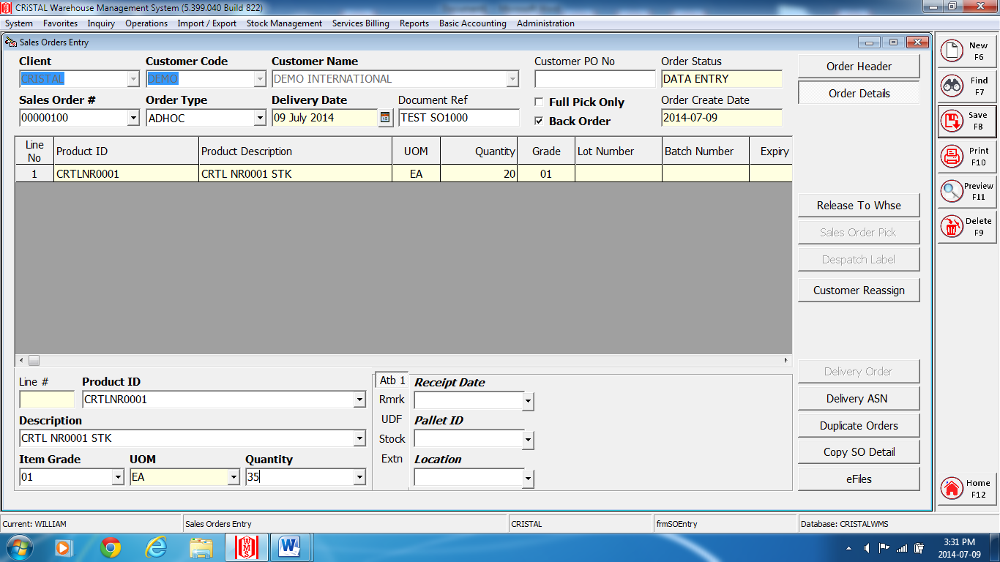 CRiSTAL Warehouse Management System (5.399.040 Build 822)
System Favorites Inquiry Operations Import / Export Stock Management Services Billing Reports Basic Accounting Administration
Sales Orders Entry
Client Customer Code Customer Name Customer PO No Order Status
CRISTAL DEMO DEMO INTERNATIONAL DATA ENTRY
Sales Order # Order Type Delivery Date Document Ref Full Pick Only Order Create Date
00000100 ADHOC 09 July 2014 15 TEST SO1000 Back Order 2014-07-09
Order Header
Order Details
Line No Product ID Product Description UOM Quantity Grade Lot Number Batch Number Expiry
1 CRTLNR0001 CRTL NR0001 STK EA 20 01
Release To Whse
Sales Order Pick
Despatch Label
Customer Reassign
Delivery Order
Delivery ASN
Duplicate Orders
Copy SO Detail
eFiles
Line # Product ID
CRTLNR0001
Description
CRTL NR0001 STK
Item Grade UOM Quantity
01 EA 35
Atb 1
Rmrk
UDF
Stock
Extn
Receipt Date
Pallet ID
Location
New
F6
Find
F7
Save
F8
Print
F10
Preview
F11
Delete
F9
Home
F12
Current: WILLIAM Sales Orders Entry CRISTAL frmSOEntry Database: CRISTALWMS
WMS
W
3:31 PM
2014-07-09